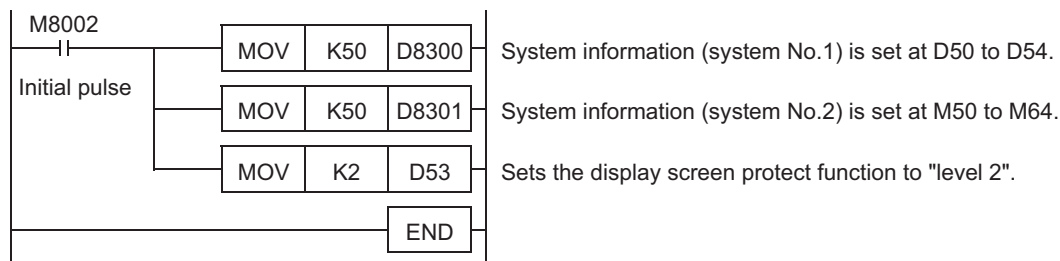 M8002
MOV K50 D8300 System information (system No.1) is set at D50 to D54.
Initial pulse
MOV K50 D8301 System information (system No.2) is set at M50 to M64.
MOV K2 D53 Sets the display screen protect function to "level 2".
END